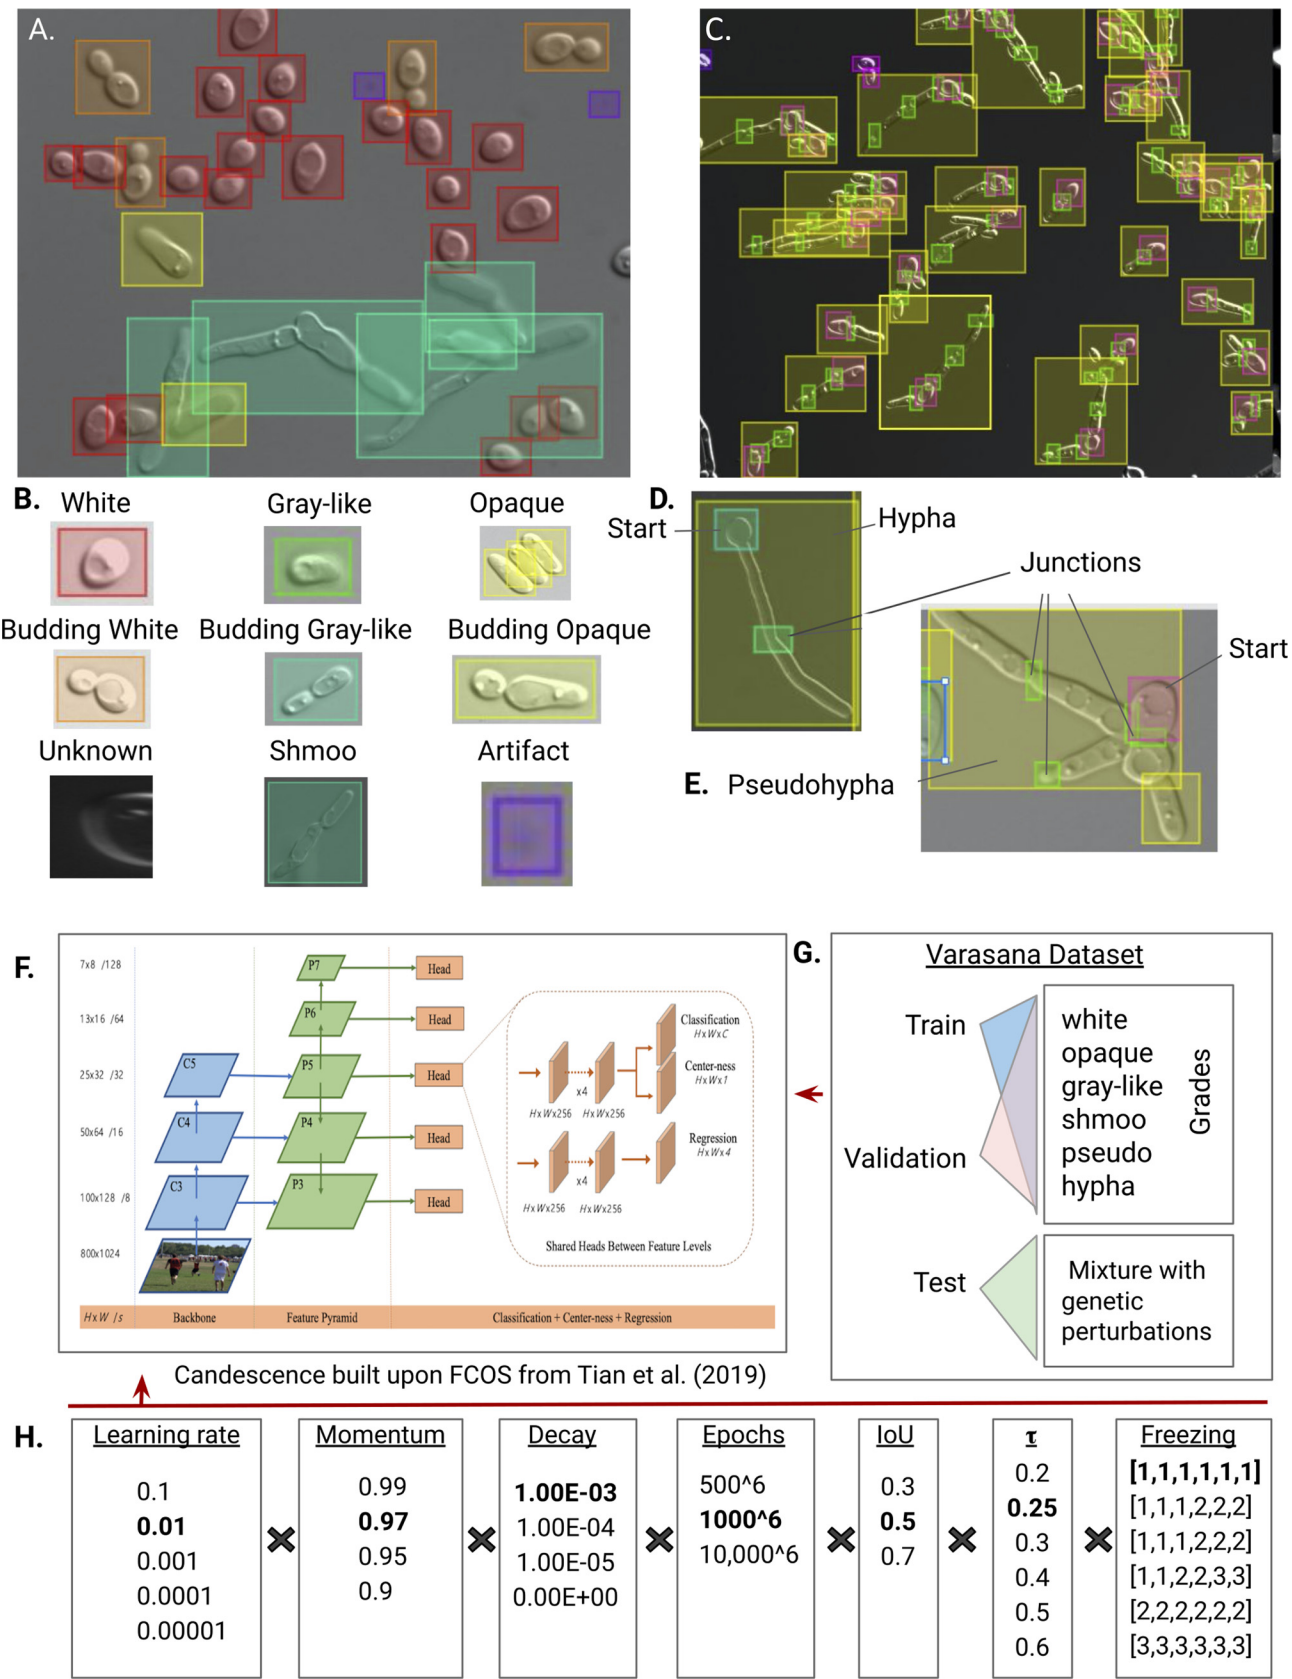 A.
C.
B.
White
Gray-like
Opaque
Budding White
Budding Gray-like
Budding Opaque
Unknown
Shmoo
Artifact
D.
Start
Hypha
Junctions
Start
E.
Pseudohypha
F.
7x8 /128
13x16 /64
25x32 /32
50x64 /16
100x128 /8
800x1024
P7
P6
C5
P5
C4
P4
C3
P3
Head
Head
Head
Head
Head
Classification
HxWxC
Center-ness
HxWx1
x4
HxWx256
HxWx256
Regression
HxWx4
x4
HxWx256
HxWx256
Shared Heads Between Feature Levels
HxW /s
Backbone
Feature Pyramid
Classification + Center-ness + Regression
Candescence built upon FCOS from Tian et al. (2019)
G.
Varasana Dataset
Train
Validation
white
opaque
gray-like
shmoo
pseudo
hypha
Grades
Test
Mixture with
genetic
perturbations
H.
Learning rate
0.1
0.01
0.001
0.0001
0.00001
Momentum
0.99
0.97
0.95
0.9
Decay
1.00E-03
1.00E-04
1.00E-05
0.00E+00
Epochs
500^6
1000^6
10,000^6
IoU
0.3
0.5
0.7
τ
0.2
0.25
0.3
0.4
0.5
0.6
Freezing
[1,1,1,1,1,1]
[1,1,1,2,2,2]
[1,1,1,2,2,2]
[1,1,2,2,3,3]
[2,2,2,2,2,2]
[3,3,3,3,3,3]